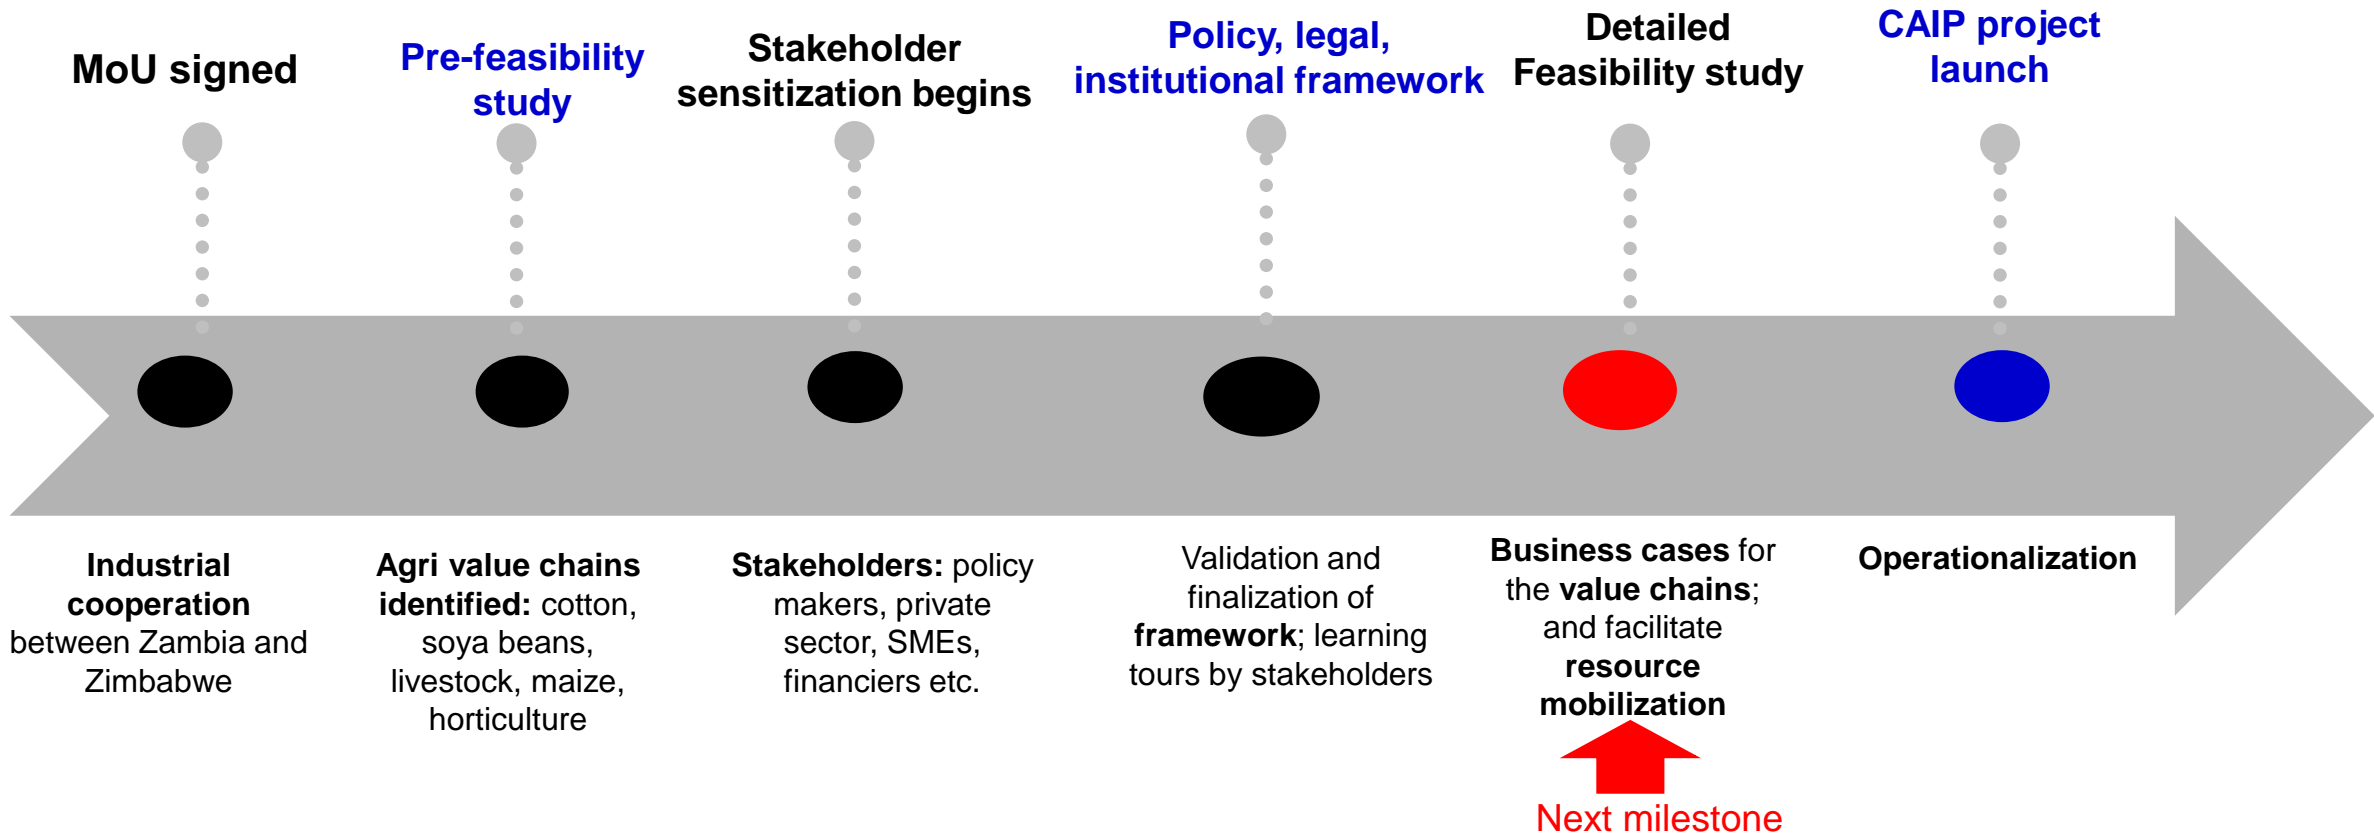 MoU signed
Pre-feasibility
study
Stakeholder
sensitization begins
Policy, legal,
institutional framework
Detailed
Feasibility study
CAIP project
launch
Industrial
cooperation
between Zambia and
Zimbabwe
Agri value chains
identified: cotton,
soya beans,
livestock, maize,
horticulture
Stakeholders: policy
makers, private
sector, SMEs,
financiers etc.
Validation and
finalization of
framework; learning
tours by stakeholders
Business cases for
the value chains;
and facilitate
resource
mobilization
Operationalization
Next milestone